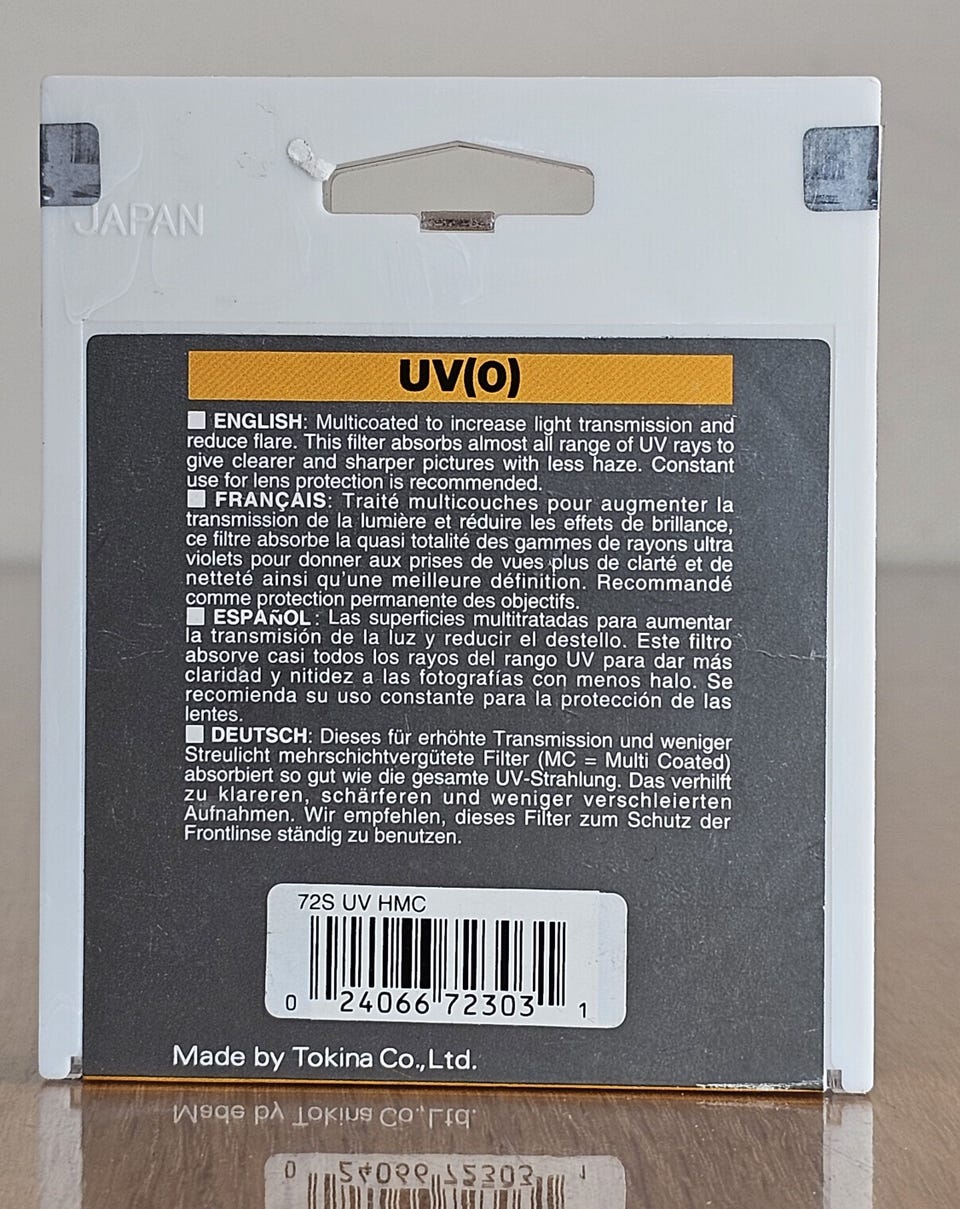 JAPAN
UV(0)
ENGLISH: Multicoated to increase light transmission and
reduce flare. This filter absorbs almost all range of UV rays to
give clearer and sharper pictures with less haze. Constant
use for lens protection is recommended.
FRANÇAIS: Traité multicouches pour augmenter la
transmission de la lumière et réduire les effets de brillance,
ce filtre absorbe la quasi totalité des gammes de rayons ultra
violets pour donner aux prises de vues plus de clarté et de
netteté ainsi qu'une meilleure définition. Recommandé
comme protection permanente des objectifs.
ESPAñOL: Las superficies multitratadas para aumentar
la transmisión de la luz y reducir el destello. Este filtro
absorve casi todos los rayos del rango UV para dar más
claridad y nitidez a las fotografías con menos halo. Se
recomienda su uso constante para la protección de las
lentes.
DEUTSCH: Dieses für erhöhte Transmission und weniger
Streulicht mehrschichtvergütete Filter (MC = Multi Coated)
absorbiert so gut wie die gesamte UV-Strahlung. Das verhilft
zu klareren, schärferen und weniger verschleierten
Aufnahmen. Wir empfehlen, dieses Filter zum Schutz der
Frontlinse ständig zu benutzen.
72S UV HMC
0 24066 72303 1
Made by Tokina Co.,Ltd.